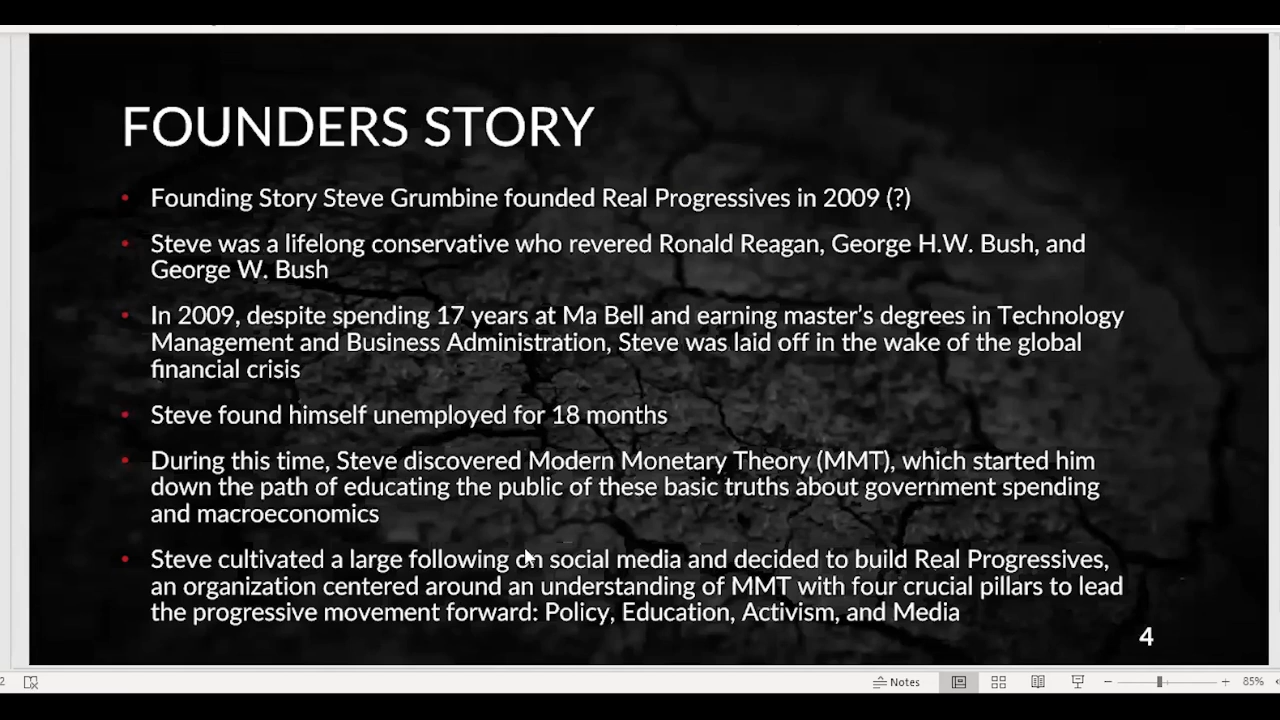 FOUNDERS STORY
• Founding Story Steve Grumbine founded Real Progressives in 2009 (?)
• Steve was a lifelong conservative who revered Ronald Reagan, George H.W. Bush, and
George W. Bush
• In 2009, despite spending 17 years at Ma Bell and earning master's degrees in Technology
Management and Business Administration, Steve was laid off in the wake of the global
financial crisis
• Steve found himself unemployed for 18 months
• During this time, Steve discovered Modern Monetary Theory (MMT), which started him
down the path of educating the public of these basic truths about government spending
and macroeconomics
• Steve cultivated a large following on social media and decided to build Real Progressives,
an organization centered around an understanding of MMT with four crucial pillars to lead
the progressive movement forward: Policy, Education, Activism, and Media
4
2
Notes
85%